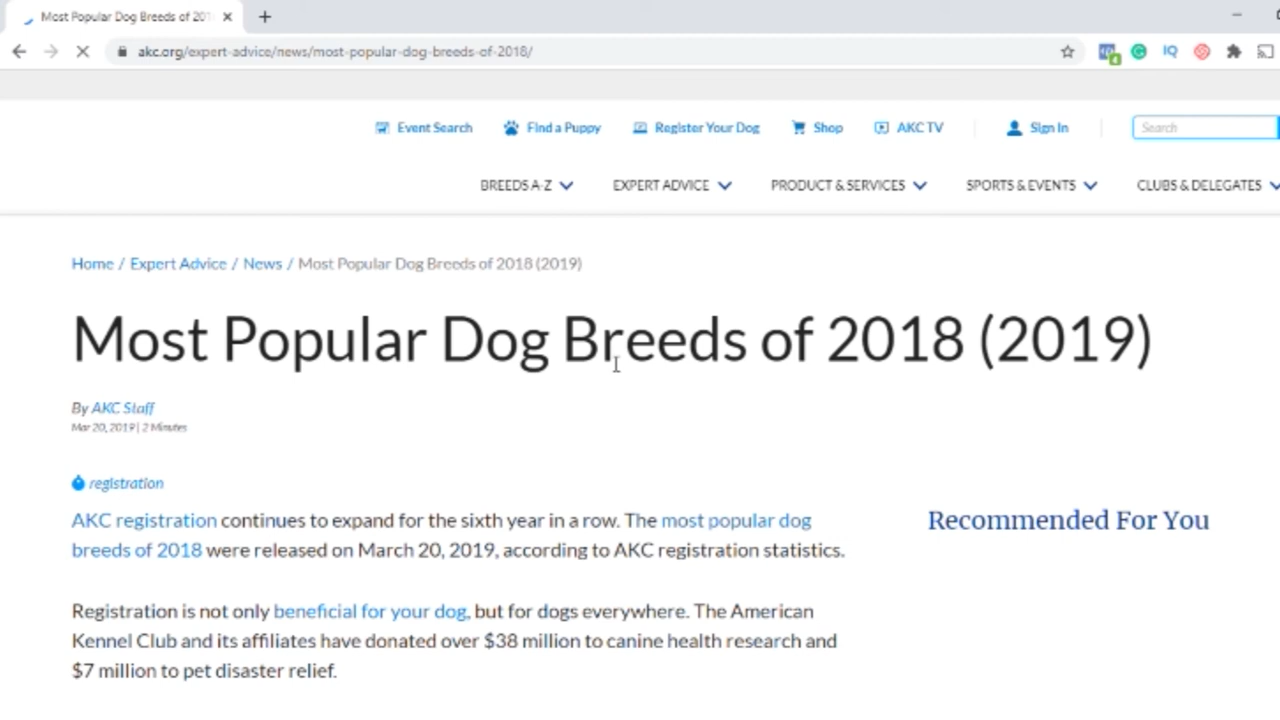 Most Popular Dog Breeds of 201
akc.org/expert-advice/news/most-popular-dog-breeds-of-2018/
IQ
4
Event Search Find a Puppy Register Your Dog Shop AKC TV Sign In Search
BREEDS A-Z EXPERT ADVICE PRODUCT & SERVICES SPORTS & EVENTS CLUBS & DELEGATES
Home / Expert Advice / News / Most Popular Dog Breeds of 2018 (2019)
Most Popular Dog Breeds of 2018 (2019)
By AKC Staff
Mar 20, 2019 | 2 Minutes
registration
AKC registration continues to expand for the sixth year in a row. The most popular dog
breeds of 2018 were released on March 20, 2019, according to AKC registration statistics.
Recommended For You
Registration is not only beneficial for your dog, but for dogs everywhere. The American
Kennel Club and its affiliates have donated over $38 million to canine health research and
$7 million to pet disaster relief.